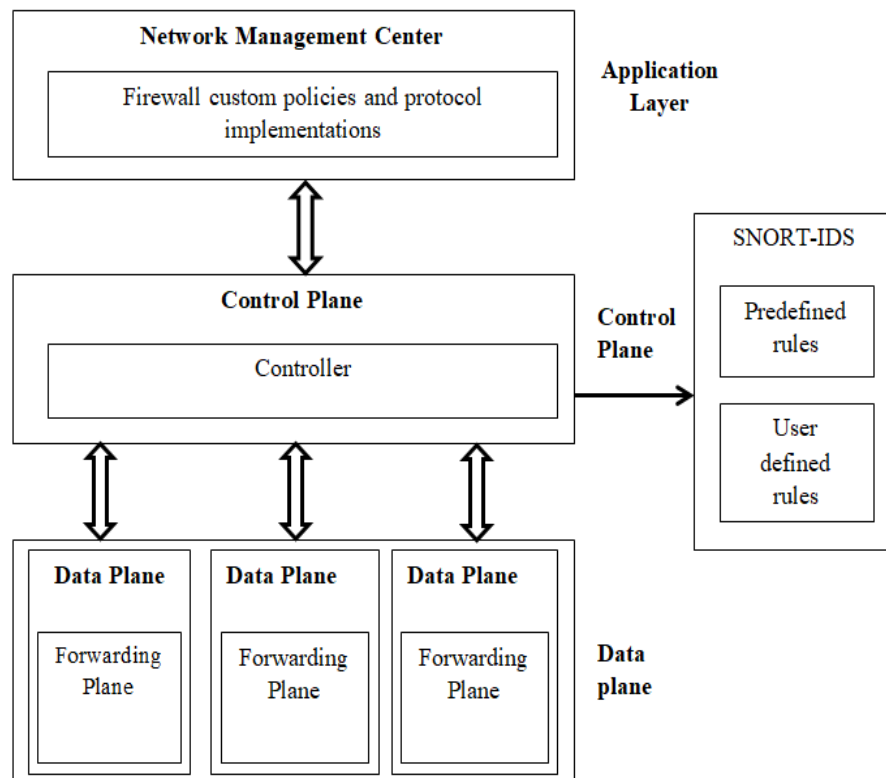 Network Management Center
Firewall custom policies and protocol
implementations
Application
Layer
Control Plane
Controller
Control
Plane
SNORT-IDS
Predefined
rules
User
defined
rules
Data Plane
Forwarding
Plane
Data Plane
Forwarding
Plane
Data Plane
Forwarding
Plane
Data
plane